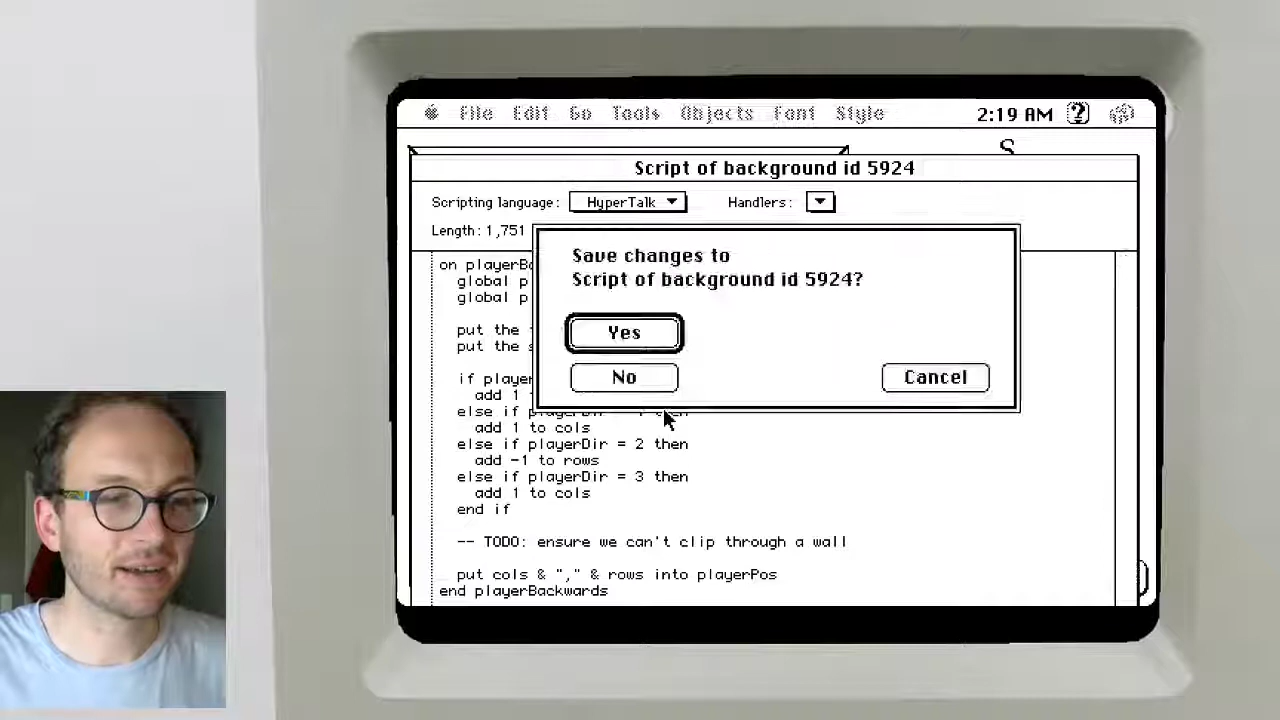 File Edit Go Tools Objects Font Style 2:19 AM
S
Script of background id 5924
Scripting language: HyperTalk Handlers:
Length: 1,751
Save changes to
Script of background id 5924?
Yes
No Cancel
on
global
global
put the
put the
if
add 1
else if playerDir
add 1 to cols
else if playerDir = 2 then
add -1 to rows
else if playerDir = 3 then
add 1 to cols
end if
-- TODO: ensure we can't clip through a wall
put cols & "," & rows into playerPos
end playerBackwards